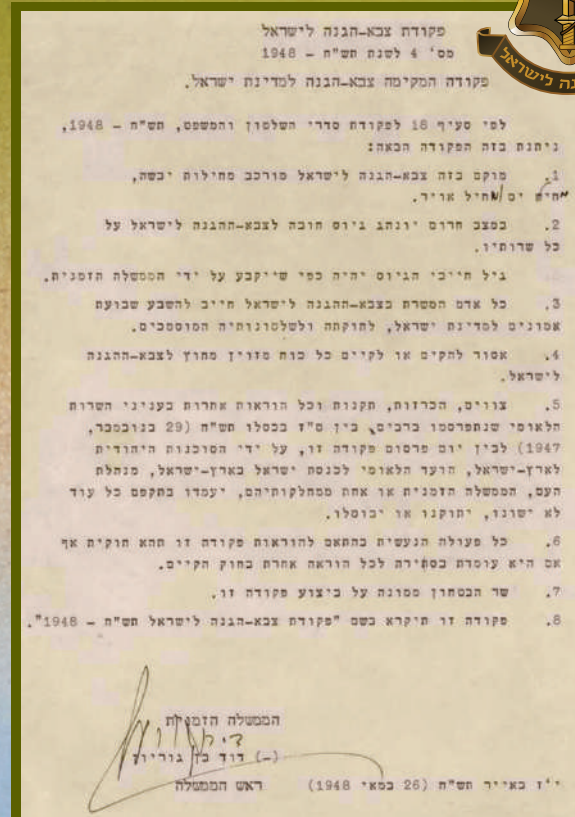 פקודת צבא-הגנה לישראל
מס' 4 לשנת תש"ח - 1948
פקודה המקימה צבא-הגנה למדינת ישראל.
לפי סעיף 18 לפקודת סדרי השלטון והמשפט, תש"ח - 1948,
ניתנת בזה הפקודה הבאה:
1. מוקם בזה צבא-הגנה לישראל מורכב מחילות יבשה,
חיל ים וחיל אויר.
2. במצב חרום יונהג גיוס חובה לצבא-ההגנה לישראל על
כל שרותיו.
גיל חייבי הגיוס יהיה כפי שייקבע על ידי הממשלה הזמנית.
3. כל אדם המשרת בצבא-ההגנה לישראל חייב להשבע שבועת
אמונים למדינת ישראל, לחוקתה ולשלטונותיה המוסמכים.
4. אסור להקים או לקיים כל כוח מזוין מחוץ לצבא-ההגנה
לישראל.
5. צווים, הכרזות, תקנות וכל הוראות אחרות בעניני השרות
הלאומי שנתפרסמו ברבים, בין ט"ז בכסלו תש"ח (29 בנובמבר,
1947) לבין יום פרסום פקודה זו, על ידי הסוכנות היהודית
לארץ-ישראל, הועד הלאומי לכנסת ישראל בארץ-ישראל, מנהלת
העם, הממשלה הזמנית או אחת ממחלקותיהם, יעמדו בתקפם כל עוד
לא ישונו, יתוקנו או יבוטלו.
6. כל פעולה הנעשית בהתאם להוראות פקודה זו תהא חוקית אף
אם היא עומדת בסתירה לכל הוראה אחרת בחוק הקיים.
7. שר הבטחון ממונה על ביצוע פקודה זו.
8. פקודה זו תיקרא בשם "פקודת צבא-הגנה לישראל תש"ח - 1948".
הממשלה הזמנית
(-) דוד בן גוריון
י"ז באייר תש"ח (26 במאי 1948) ראש הממשלה